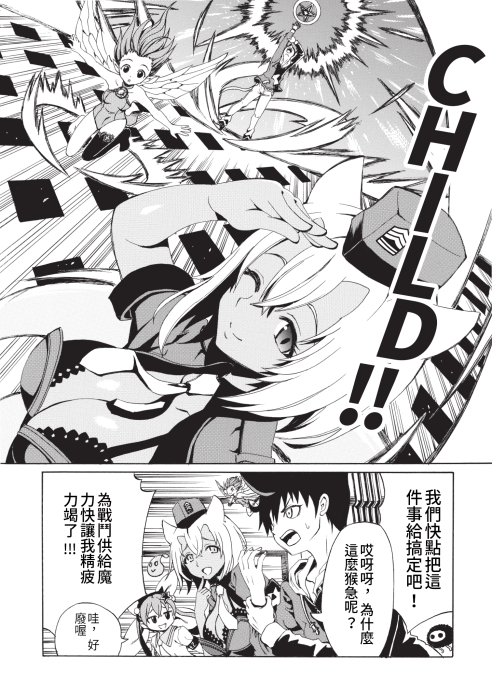 CHILD!!
我們快點把這
件事給搞定吧！
哎呀呀，為什麼
這麼猴急呢？
為戰鬥供給魔
力快讓我精疲
力竭了!!!
哇，好
廢喔